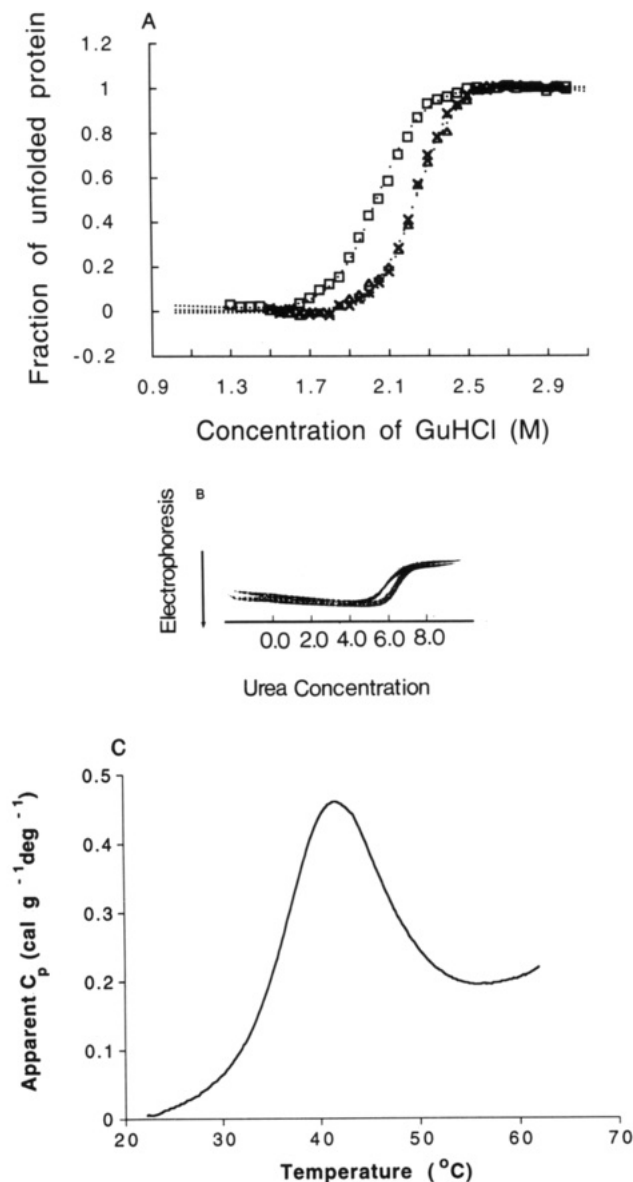 A
Fraction of unfolded protein
1.2
1
0.8
0.6
0.4
0.2
0
-0.2
0.9 1.3 1.7 2.1 2.5 2.9
Concentration of GuHCl (M)
B
Electrophoresis
0.0 2.0 4.0 6.0 8.0
Urea Concentration
C
Apparent Cp (cal g -1 deg -1)
0.5
0.4
0.3
0.2
0.1
0
20 30 40 50 60 70
Temperature (°C)